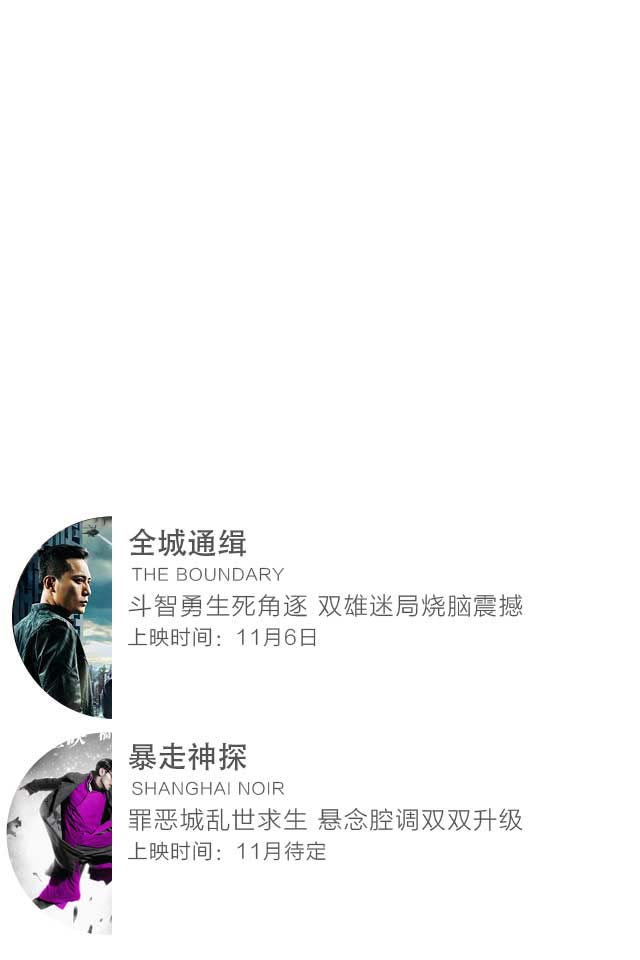 全城通缉
THE BOUNDARY
斗智勇生死角逐 双雄迷局烧脑震撼
上映时间：11月6日
暴走神探
SHANGHAI NOIR
罪恶城乱世求生 悬念腔调双双升级
上映时间：11月待定